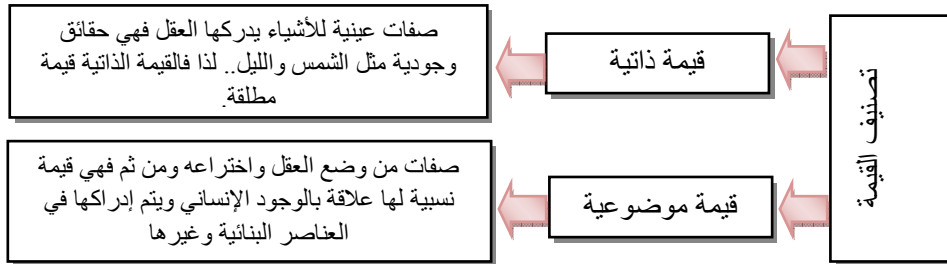 تصنيف القيمة
قيمة ذاتية
صفات عينية للأشياء يدركها العقل فهي حقائق
وجودية مثل الشمس والليل.. لذا فالقيمة الذاتية قيمة
مطلقة.
قيمة موضوعية
صفات من وضع العقل واختراعه ومن ثم فهي قيمة
نسبية لها علاقة بالوجود الإنساني ويتم إدراكها في
العناصر البنائية وغيرها